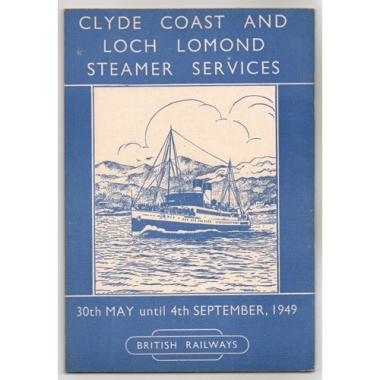 CLYDE COAST AND
LOCH LOMOND
STEAMER SERVICES
30th MAY until 4th SEPTEMBER, 1949
BRITISH RAILWAYS